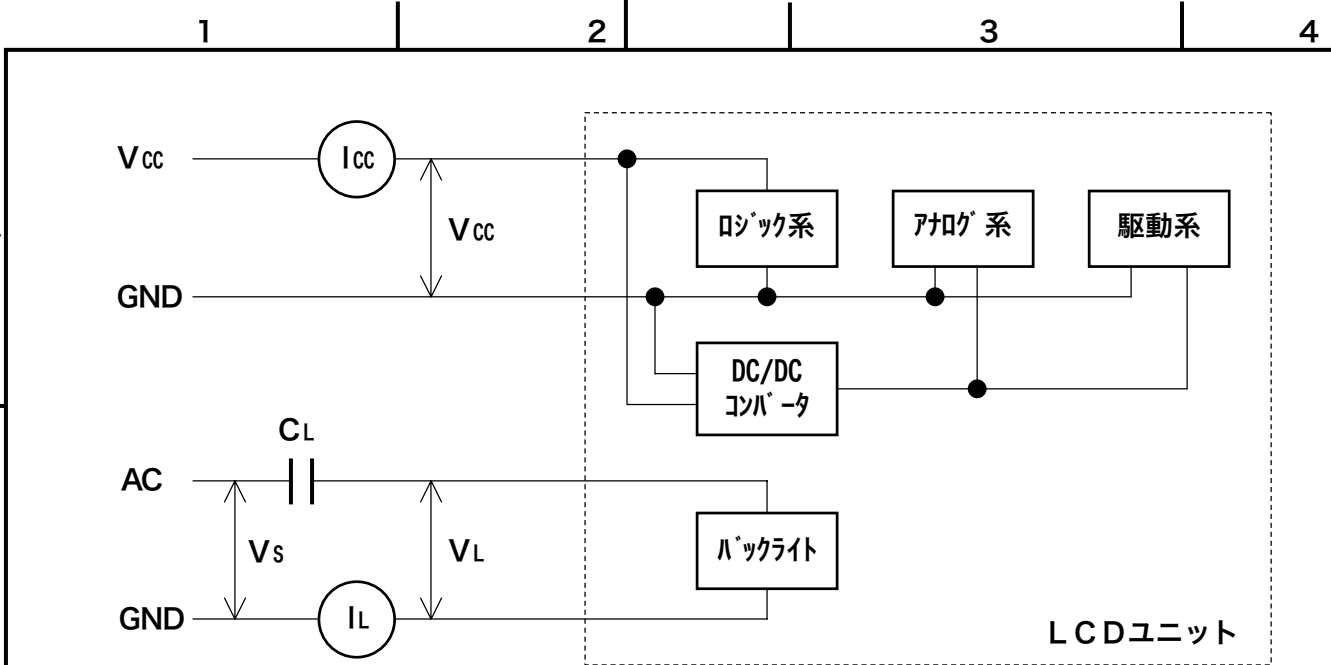 1 2 3 4
VCC ICC
VCC
ロジック系 アナログ系 駆動系
GND
DC/DC
コンバータ
CL
AC
VS VL
バックライト
GND IL
LCDユニット